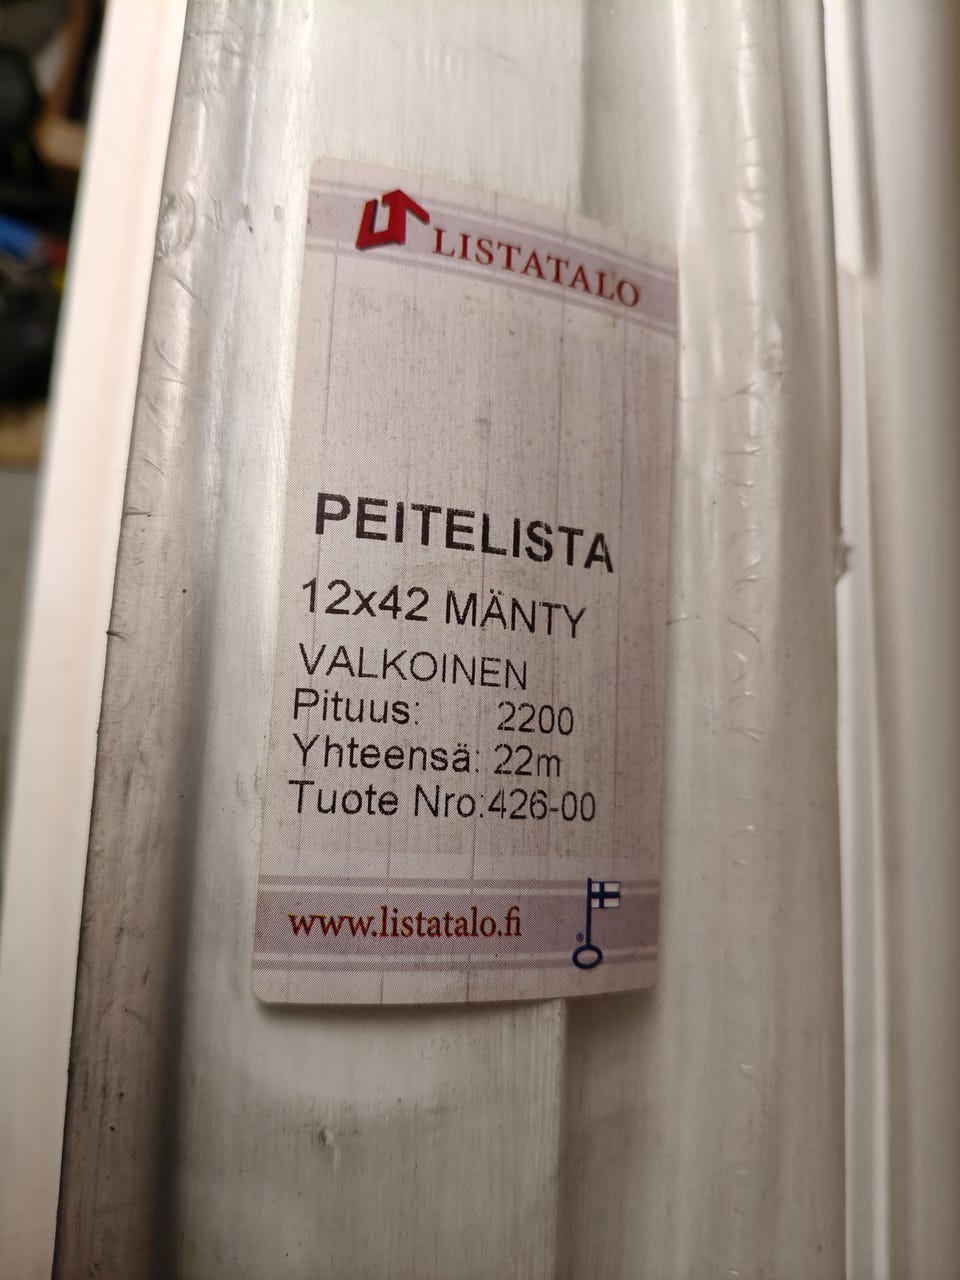 LISTATALO
PEITELISTA
12x42 MÄNTY
VALKOINEN
Pituus: 2200
Yhteensä: 22m
Tuote Nro:426-00
www.listatalo.fi
®